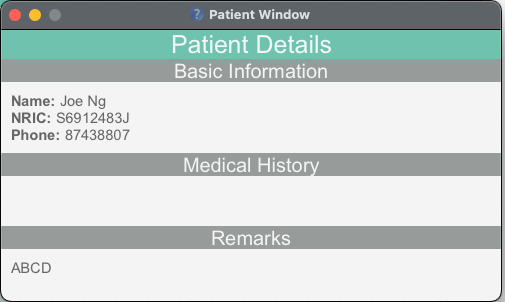 Patient Window
Patient Details
Basic Information
Name: Joe Ng
NRIC: S6912483J
Phone: 87438807
Medical History
Remarks
ABCD